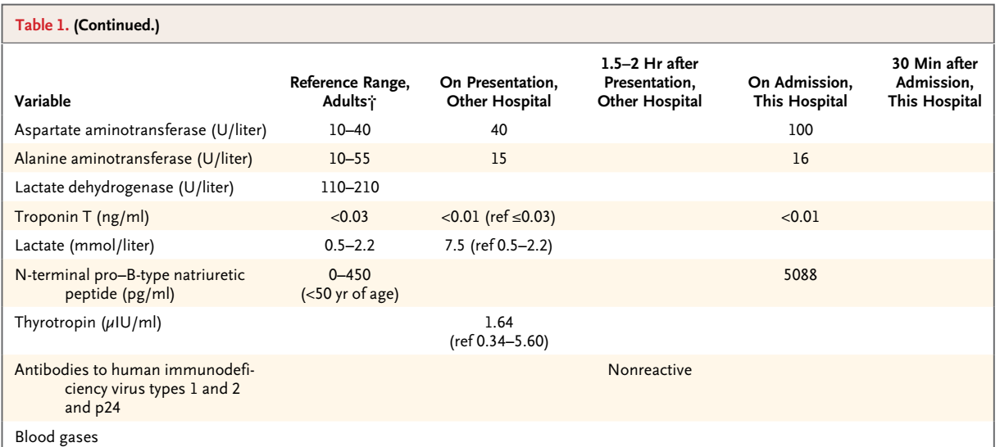 Table 1. (Continued.)
Variable Reference Range, Adults† On Presentation, Other Hospital 1.5–2 Hr after Presentation, Other Hospital On Admission, This Hospital 30 Min after Admission, This Hospital
Aspartate aminotransferase (U/liter) 10–40 40 100
Alanine aminotransferase (U/liter) 10–55 15 16
Lactate dehydrogenase (U/liter) 110–210
Troponin T (ng/ml) <0.03 <0.01 (ref ≤0.03) <0.01
Lactate (mmol/liter) 0.5–2.2 7.5 (ref 0.5–2.2)
N-terminal pro–B-type natriuretic 0–450 5088
peptide (pg/ml) (<50 yr of age)
Thyrotropin (µIU/ml) 1.64
(ref 0.34–5.60)
Antibodies to human immunodefi- Nonreactive
ciency virus types 1 and 2
and p24
Blood gases